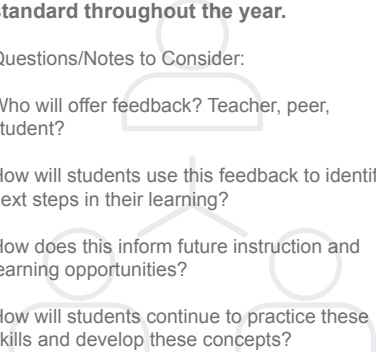 standard throughout the year.
Questions/Notes to Consider:
Who will offer feedback? Teacher, peer,
student?
How will students use this feedback to identif
next steps in their learning?
How does this inform future instruction and
learning opportunities?
How will students continue to practice these
skills and develop these concepts?